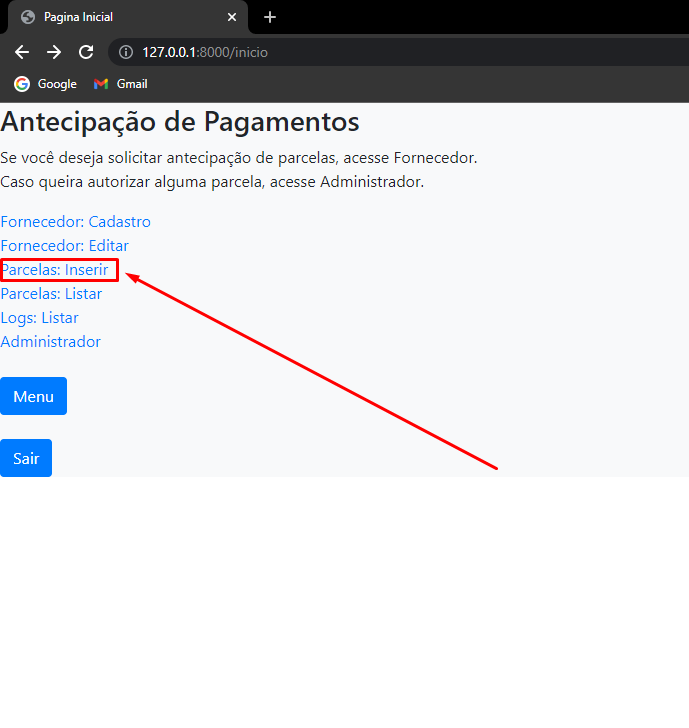 Pagina Inicial
127.0.0.1:8000/inicio
Google Gmail
Antecipação de Pagamentos
Se você deseja solicitar antecipação de parcelas, acesse Fornecedor.
Caso queira autorizar alguma parcela, acesse Administrador.
Fornecedor: Cadastro
Fornecedor: Editar
Parcelas: Inserir
Parcelas: Listar
Logs: Listar
Administrador
Menu
Sair